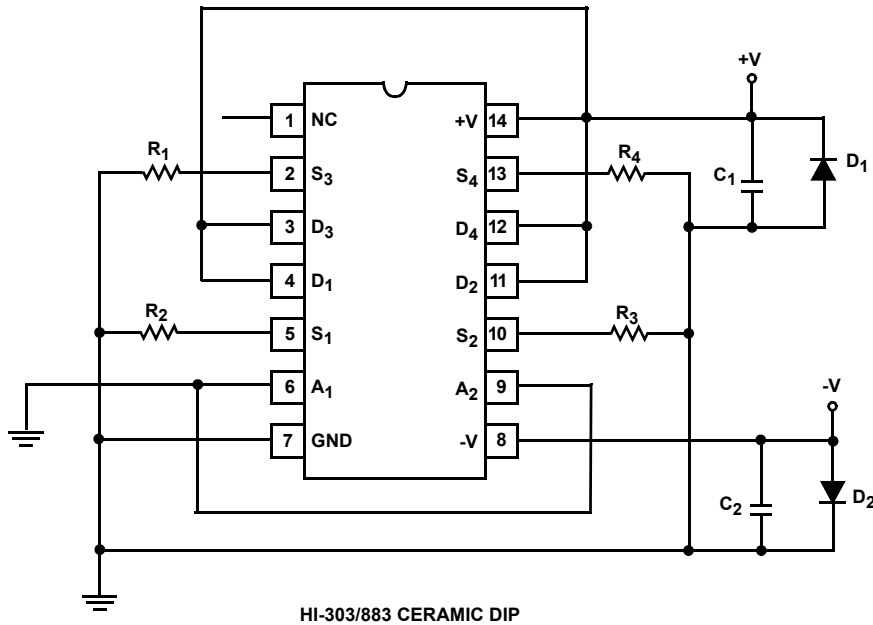 +V
1 NC +V 14
R1 R4
2 S3 S4 13
C1 D1
3 D3 D4 12
4 D1 D2 11
R2 R3
5 S1 S2 10
6 A1 A2 9
-V
7 GND -V 8
C2 D2
HI-303/883 CERAMIC DIP